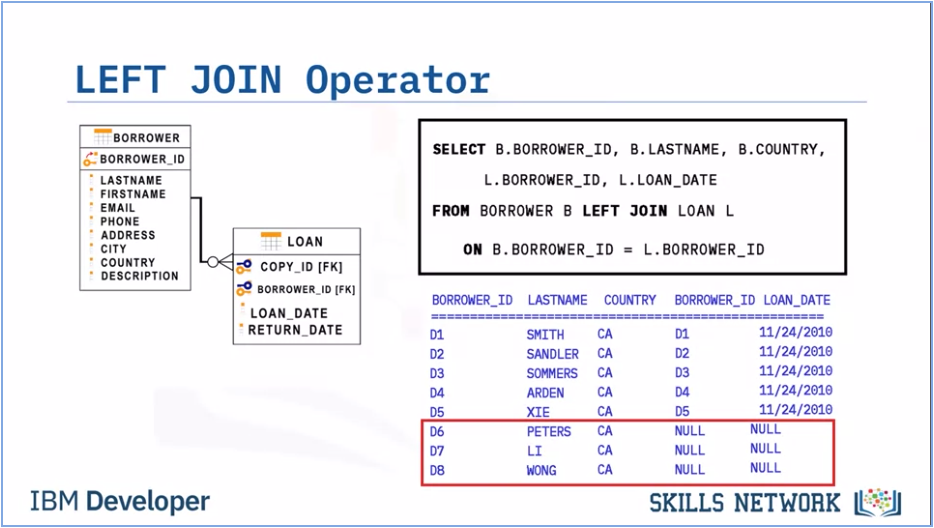 LEFT JOIN Operator
BORROWER
BORROWER_ID
LASTNAME
FIRSTNAME
EMAIL
PHONE
ADDRESS
CITY
COUNTRY
DESCRIPTION
LOAN
COPY_ID [FK]
BORROWER_ID [FK]
LOAN_DATE
RETURN_DATE
SELECT B.BORROWER_ID, B.LASTNAME, B.COUNTRY,
L.BORROWER_ID, L.LOAN_DATE
FROM BORROWER B LEFT JOIN LOAN L
ON B.BORROWER_ID = L.BORROWER_ID
BORROWER_ID LASTNAME COUNTRY BORROWER_ID LOAN_DATE
D1 SMITH CA D1 11/24/2010
D2 SANDLER CA D2 11/24/2010
D3 SOMMERS CA D3 11/24/2010
D4 ARDEN CA D4 11/24/2010
D5 XIE CA D5 11/24/2010
D6 PETERS CA NULL NULL
D7 LI CA NULL NULL
D8 WONG CA NULL NULL
IBM Developer
SKILLS NETWORK